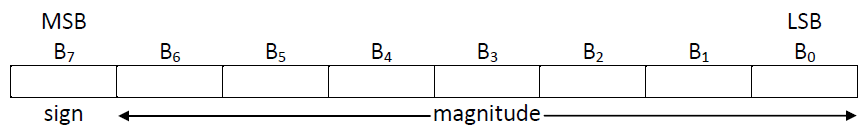 MSB LSB
B₇ B₆ B₅ B₄ B₃ B₂ B₁ B₀
sign magnitude